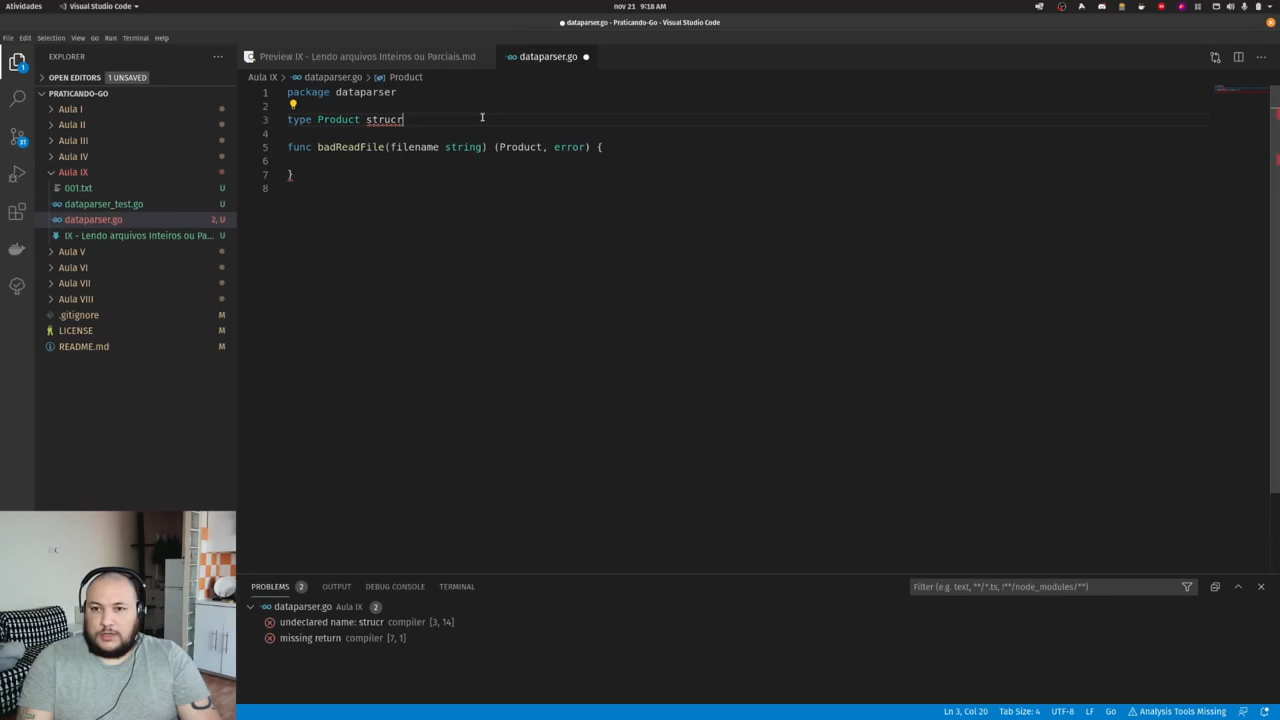 Atividades
Visual Studio Code
nov 21 9:18 AM
dataparser.go - Praticando-Go - Visual Studio Code
File Edit Selection View Go Run Terminal Help
EXPLORER
Preview IX - Lendo arquivos Inteiros ou Parciais.md
dataparser.go
OPEN EDITORS 1 UNSAVED
Aula IX > dataparser.go > Product
PRATICANDO-GO
Aula I
Aula II
Aula III
Aula IV
Aula IX
001.txt U
dataparser_test.go U
dataparser.go 2, U
IX - Lendo arquivos Inteiros ou Pa... U
Aula V
Aula VI
Aula VII
Aula VIII
.gitignore M
LICENSE M
README.md M
1 package dataparser
2
3 type Product strucr
4
5 func badReadFile(filename string) (Product, error) {
6
7 }
8
PROBLEMS 2 OUTPUT DEBUG CONSOLE TERMINAL
Filter (e.g. text, **/*.ts, !**/node_modules/**)
dataparser.go Aula IX 2
undeclared name: strucr compiler [3, 14]
missing return compiler [7, 1]
Ln 3, Col 20 Tab Size: 4 UTF-8 LF Go Analysis Tools Missing